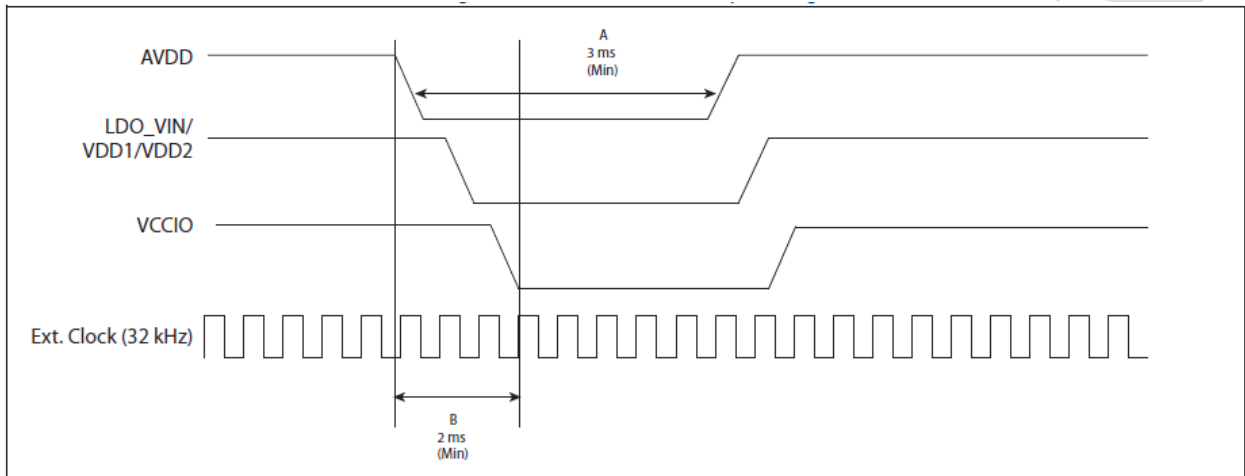 A
3 ms
(Min)
AVDD
LDO_VIN/
VDD1/VDD2
VCCIO
Ext. Clock (32 kHz)
B
2 ms
(Min)